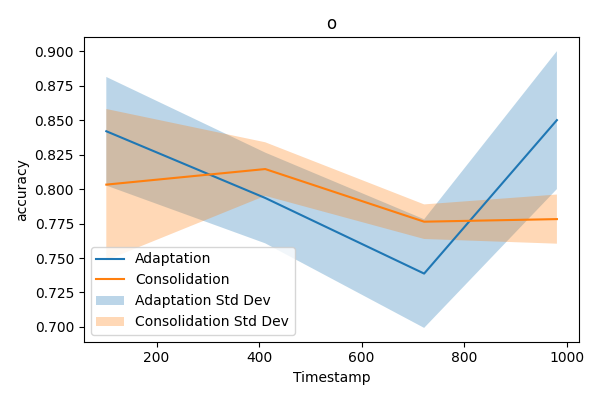 o
accuracy
0.900
0.875
0.850
0.825
0.800
0.775
0.750
0.725
0.700
Adaptation
Consolidation
Adaptation Std Dev
Consolidation Std Dev
200 400 600 800 1000
Timestamp